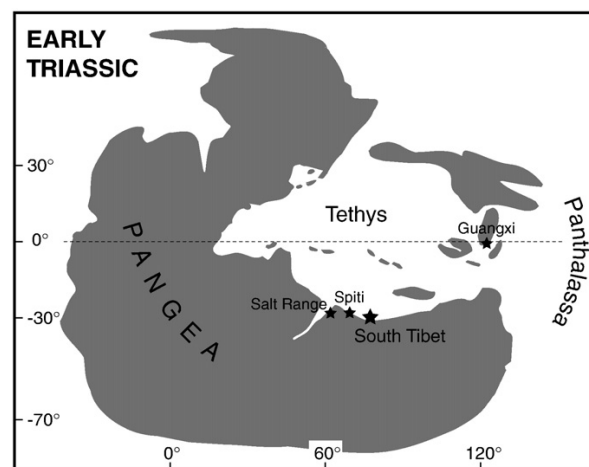 EARLY
TRIASSIC
30°
Tethys
Guangxi
Panthalassa
0°
PANGEA
Salt Range
Spiti
-30°
South Tibet
-70°
0°
60°
120°